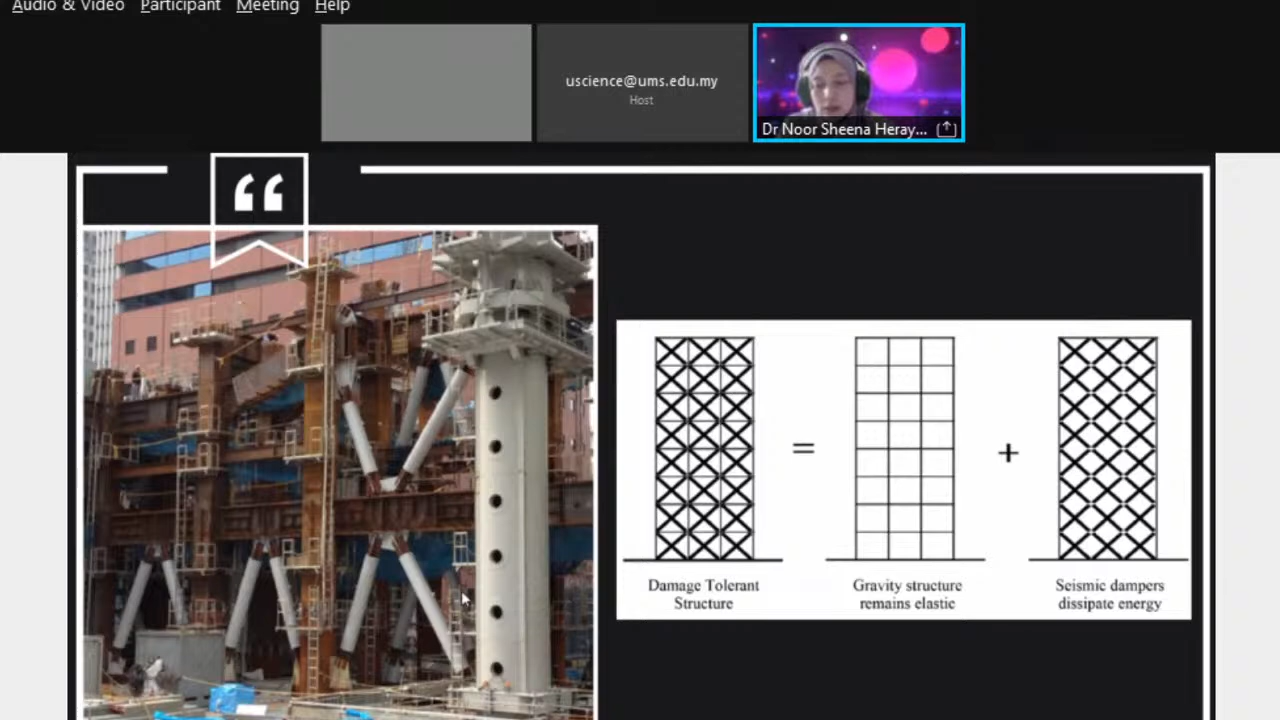 Audio & Video Participant Meeting Help
uscience@ums.edu.my
Host
Dr Noor Sheena Heray...
“
=
+
Damage Tolerant
Structure
Gravity structure
remains elastic
Seismic dampers
dissipate energy